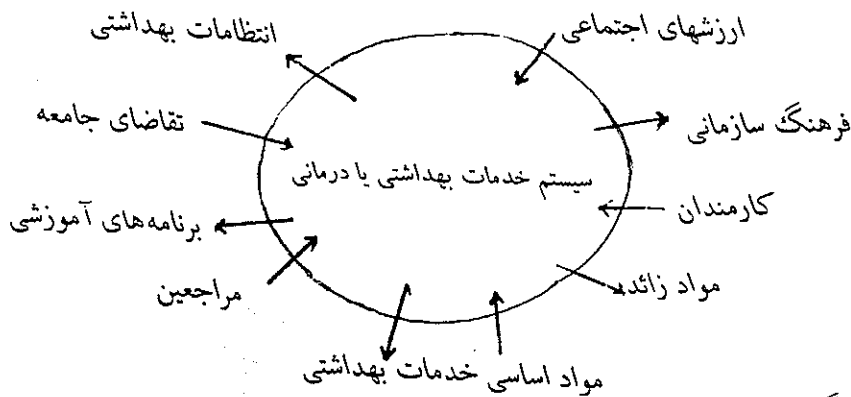 ارزشهای اجتماعی
انتظامات بهداشتی
فرهنگ سازمانی
تقاضای جامعه
سیستم خدمات بهداشتی یا درمانی
کارمندان
برنامه‌های آموزشی
مواد زائد
مراجعین
مواد اساسی خدمات بهداشتی